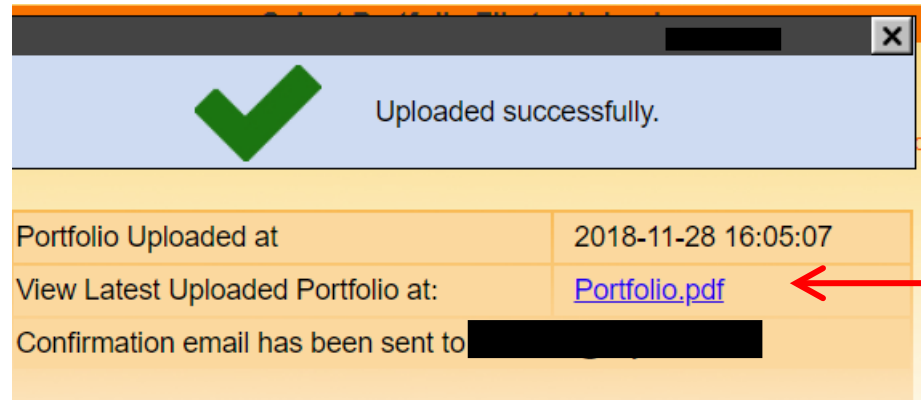 Uploaded successfully.
Portfolio Uploaded at 2018-11-28 16:05:07
View Latest Uploaded Portfolio at: Portfolio.pdf
Confirmation email has been sent to